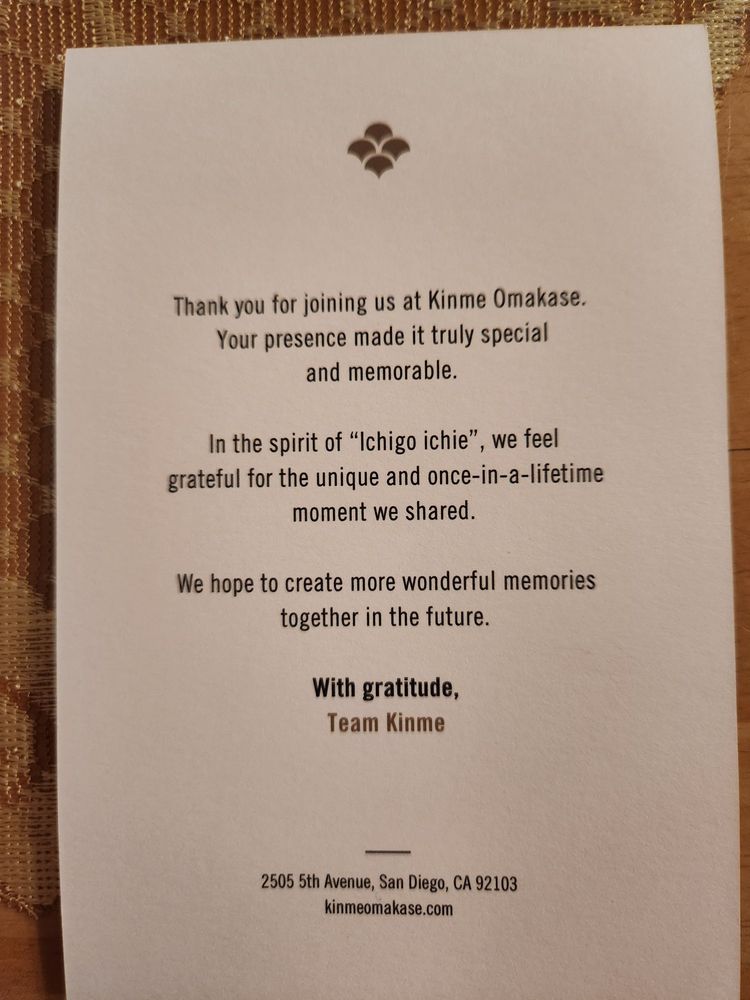 Thank you for joining us at Kinme Omakase.
Your presence made it truly special
and memorable.
In the spirit of “Ichigo ichie”, we feel
grateful for the unique and once-in-a-lifetime
moment we shared.
We hope to create more wonderful memories
together in the future.
With gratitude,
Team Kinme
2505 5th Avenue, San Diego, CA 92103
kinmeomakase.com